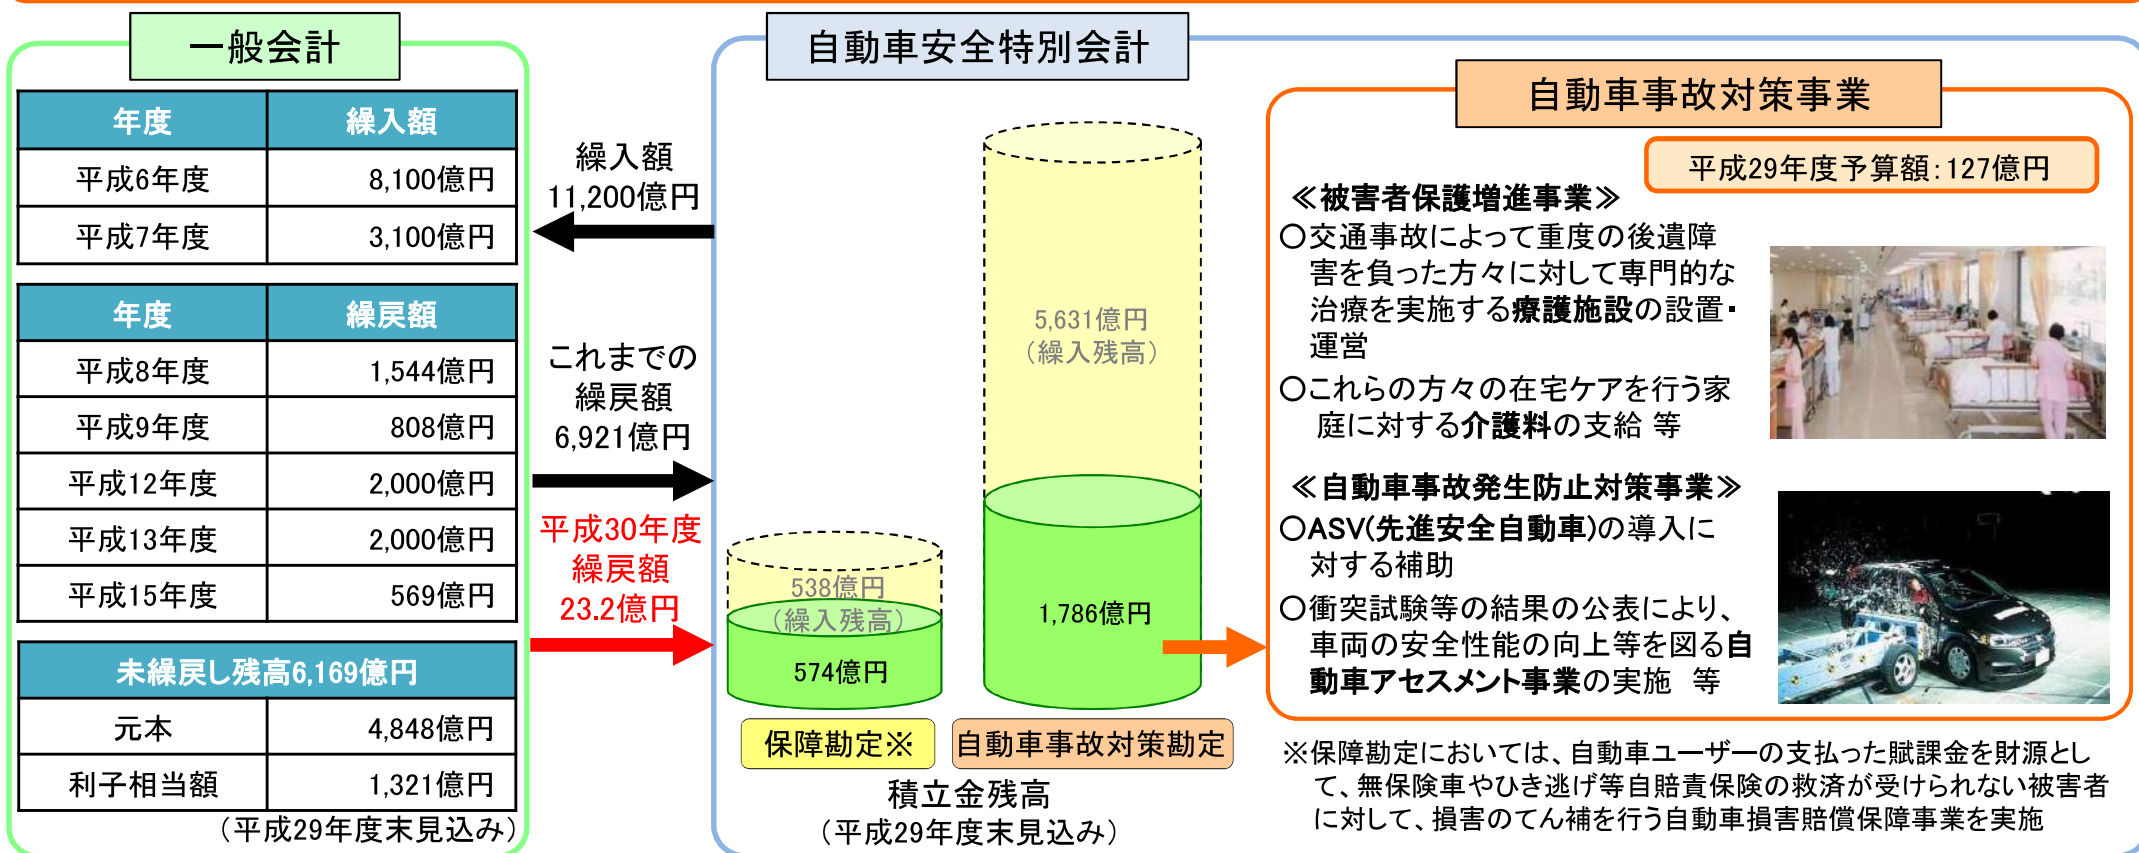 一般会計
年度 繰入額
平成6年度 8,100億円
平成7年度 3,100億円
年度 繰戻額
平成8年度 1,544億円
平成9年度 808億円
平成12年度 2,000億円
平成13年度 2,000億円
平成15年度 569億円
未繰戻し残高6,169億円
元本 4,848億円
利子相当額 1,321億円
（平成29年度末見込み）
繰入額
11,200億円
これまでの
繰戻額
6,921億円
平成30年度
繰戻額
23.2億円
自動車安全特別会計
5,631億円
（繰入残高）
538億円
（繰入残高）
574億円
1,786億円
保障勘定※
自動車事故対策勘定
積立金残高
（平成29年度末見込み）
自動車事故対策事業
平成29年度予算額：127億円
≪被害者保護増進事業≫
○交通事故によって重度の後遺障
害を負った方々に対して専門的な
治療を実施する療護施設の設置・
運営
○これらの方々の在宅ケアを行う家
庭に対する介護料の支給 等
≪自動車事故発生防止対策事業≫
○ASV(先進安全自動車)の導入に
対する補助
○衝突試験等の結果の公表により、
車両の安全性能の向上等を図る自
動車アセスメント事業の実施 等
※保障勘定においては、自動車ユーザーの支払った賦課金を財源とし
て、無保険車やひき逃げ等自賠責保険の救済が受けられない被害者
に対して、損害のてん補を行う自動車損害賠償保障事業を実施